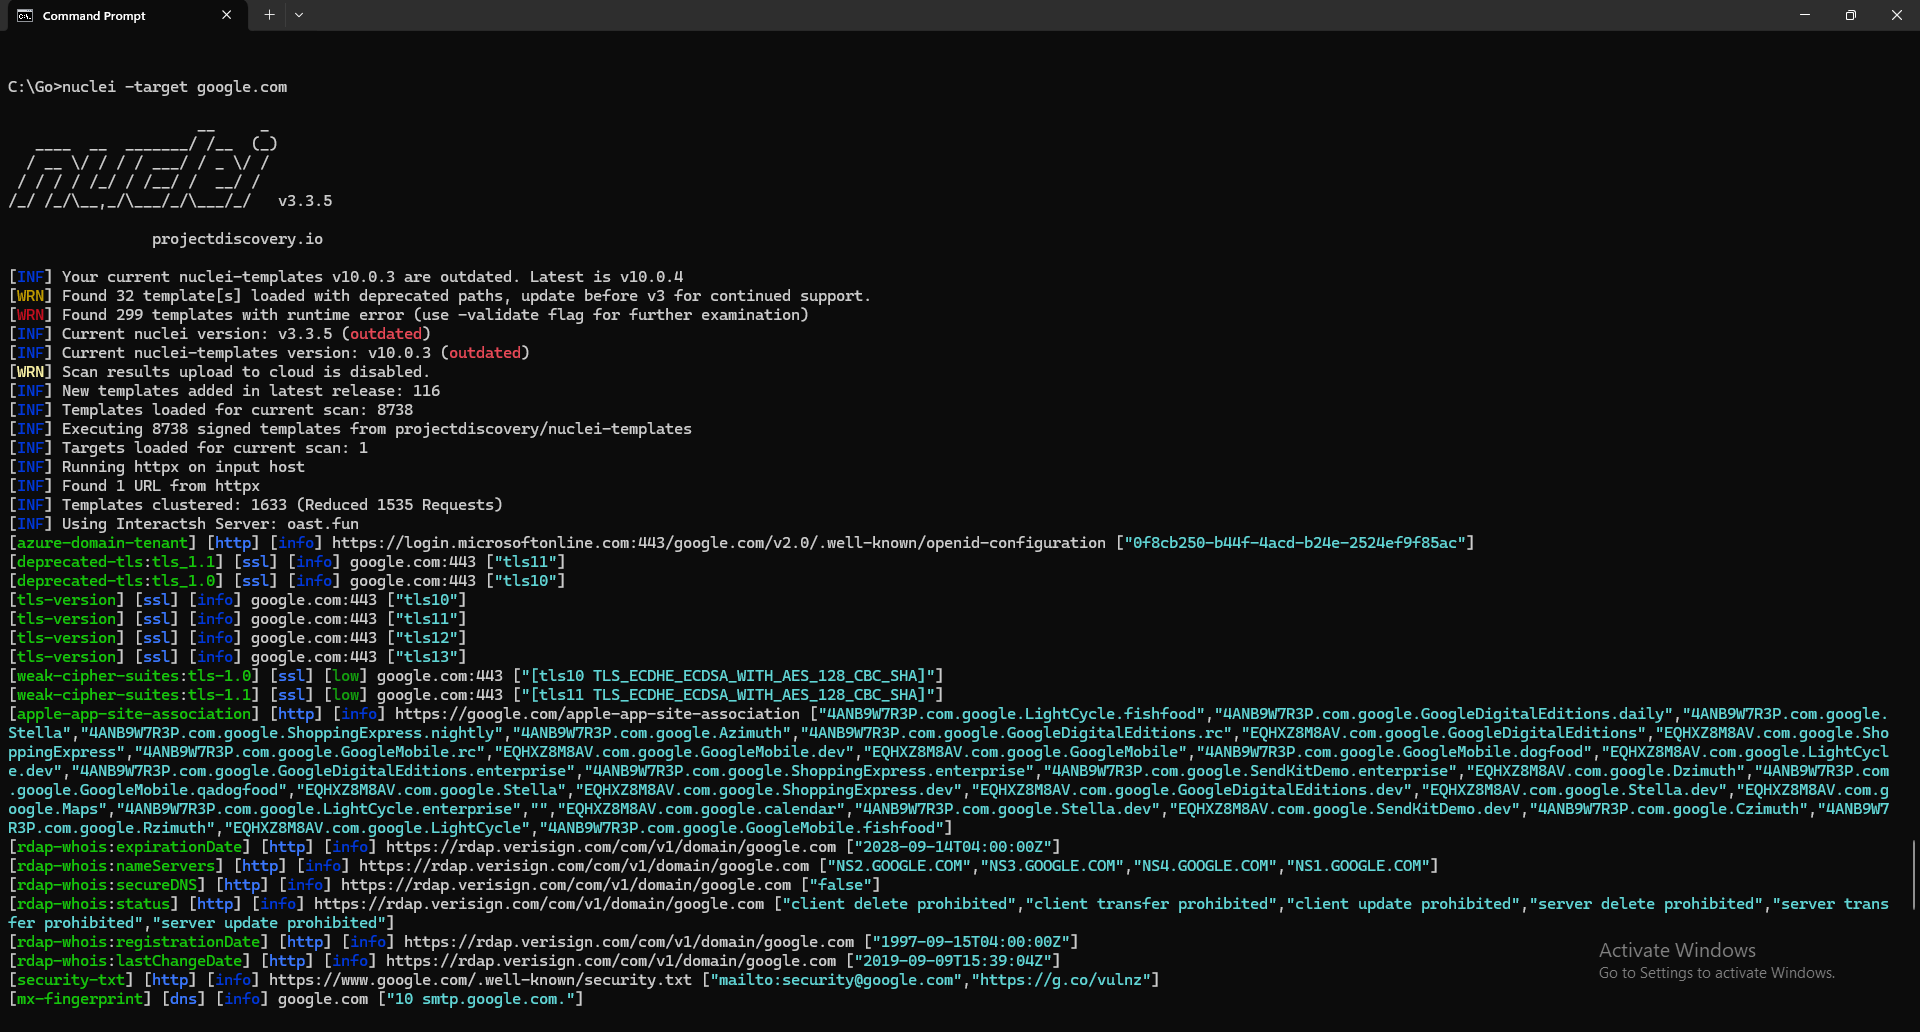 Command Prompt
C:\Go>nuclei -target google.com
                     __     _
   ____  __  _______/ /__  (_)
  / __ \/ / / / ___/ / _ \/ /
 / / / / /_/ / /__/ /  __/ /
/_/ /_/\__,_/\___/_/\___/_/   v3.3.5
projectdiscovery.io
[INF] Your current nuclei-templates v10.0.3 are outdated. Latest is v10.0.4
[WRN] Found 32 template[s] loaded with deprecated paths, update before v3 for continued support.
[WRN] Found 299 templates with runtime error (use -validate flag for further examination)
[INF] Current nuclei version: v3.3.5 (outdated)
[INF] Current nuclei-templates version: v10.0.3 (outdated)
[WRN] Scan results upload to cloud is disabled.
[INF] New templates added in latest release: 116
[INF] Templates loaded for current scan: 8738
[INF] Executing 8738 signed templates from projectdiscovery/nuclei-templates
[INF] Targets loaded for current scan: 1
[INF] Running httpx on input host
[INF] Found 1 URL from httpx
[INF] Templates clustered: 1633 (Reduced 1535 Requests)
[INF] Using Interactsh Server: oast.fun
[azure-domain-tenant] [http] [info] https://login.microsoftonline.com:443/google.com/v2.0/.well-known/openid-configuration ["0f8cb250-b44f-4acd-b24e-2524ef9f85ac"]
[deprecated-tls:tls_1.1] [ssl] [info] google.com:443 ["tls11"]
[deprecated-tls:tls_1.0] [ssl] [info] google.com:443 ["tls10"]
[tls-version] [ssl] [info] google.com:443 ["tls10"]
[tls-version] [ssl] [info] google.com:443 ["tls11"]
[tls-version] [ssl] [info] google.com:443 ["tls12"]
[tls-version] [ssl] [info] google.com:443 ["tls13"]
[weak-cipher-suites:tls-1.0] [ssl] [low] google.com:443 ["[tls10 TLS_ECDHE_ECDSA_WITH_AES_128_CBC_SHA]"]
[weak-cipher-suites:tls-1.1] [ssl] [low] google.com:443 ["[tls11 TLS_ECDHE_ECDSA_WITH_AES_128_CBC_SHA]"]
[apple-app-site-association] [http] [info] https://google.com/apple-app-site-association ["4ANB9W7R3P.com.google.LightCycle.fishfood","4ANB9W7R3P.com.google.GoogleDigitalEditions.daily","4ANB9W7R3P.com.google.
Stella","4ANB9W7R3P.com.google.ShoppingExpress.nightly","4ANB9W7R3P.com.google.Azimuth","4ANB9W7R3P.com.google.GoogleDigitalEditions.rc","EQHXZ8M8AV.com.google.GoogleDigitalEditions","EQHXZ8M8AV.com.google.Sho
ppingExpress","4ANB9W7R3P.com.google.GoogleMobile.rc","EQHXZ8M8AV.com.google.GoogleMobile.dev","EQHXZ8M8AV.com.google.GoogleMobile","4ANB9W7R3P.com.google.GoogleMobile.dogfood","EQHXZ8M8AV.com.google.LightCycl
e.dev","4ANB9W7R3P.com.google.GoogleDigitalEditions.enterprise","4ANB9W7R3P.com.google.ShoppingExpress.enterprise","4ANB9W7R3P.com.google.SendKitDemo.enterprise","EQHXZ8M8AV.com.google.Dzimuth","4ANB9W7R3P.com
.google.GoogleMobile.qadogfood","EQHXZ8M8AV.com.google.Stella","EQHXZ8M8AV.com.google.ShoppingExpress.dev","EQHXZ8M8AV.com.google.GoogleDigitalEditions.dev","EQHXZ8M8AV.com.google.Stella.dev","EQHXZ8M8AV.com.g
oogle.Maps","4ANB9W7R3P.com.google.LightCycle.enterprise","","EQHXZ8M8AV.com.google.calendar","4ANB9W7R3P.com.google.Stella.dev","EQHXZ8M8AV.com.google.SendKitDemo.dev","4ANB9W7R3P.com.google.Czimuth","4ANB9W7
R3P.com.google.Rzimuth","EQHXZ8M8AV.com.google.LightCycle","4ANB9W7R3P.com.google.GoogleMobile.fishfood"]
[rdap-whois:expirationDate] [http] [info] https://rdap.verisign.com/com/v1/domain/google.com ["2028-09-14T04:00:00Z"]
[rdap-whois:nameServers] [http] [info] https://rdap.verisign.com/com/v1/domain/google.com ["NS2.GOOGLE.COM","NS3.GOOGLE.COM","NS4.GOOGLE.COM","NS1.GOOGLE.COM"]
[rdap-whois:secureDNS] [http] [info] https://rdap.verisign.com/com/v1/domain/google.com ["false"]
[rdap-whois:status] [http] [info] https://rdap.verisign.com/com/v1/domain/google.com ["client delete prohibited","client transfer prohibited","client update prohibited","server delete prohibited","server trans
fer prohibited","server update prohibited"]
[rdap-whois:registrationDate] [http] [info] https://rdap.verisign.com/com/v1/domain/google.com ["1997-09-15T04:00:00Z"]
[rdap-whois:lastChangeDate] [http] [info] https://rdap.verisign.com/com/v1/domain/google.com ["2019-09-09T15:39:04Z"]
[security-txt] [http] [info] https://www.google.com/.well-known/security.txt ["mailto:security@google.com","https://g.co/vulnz"]
[mx-fingerprint] [dns] [info] google.com ["10 smtp.google.com."]
Activate Windows
Go to Settings to activate Windows.